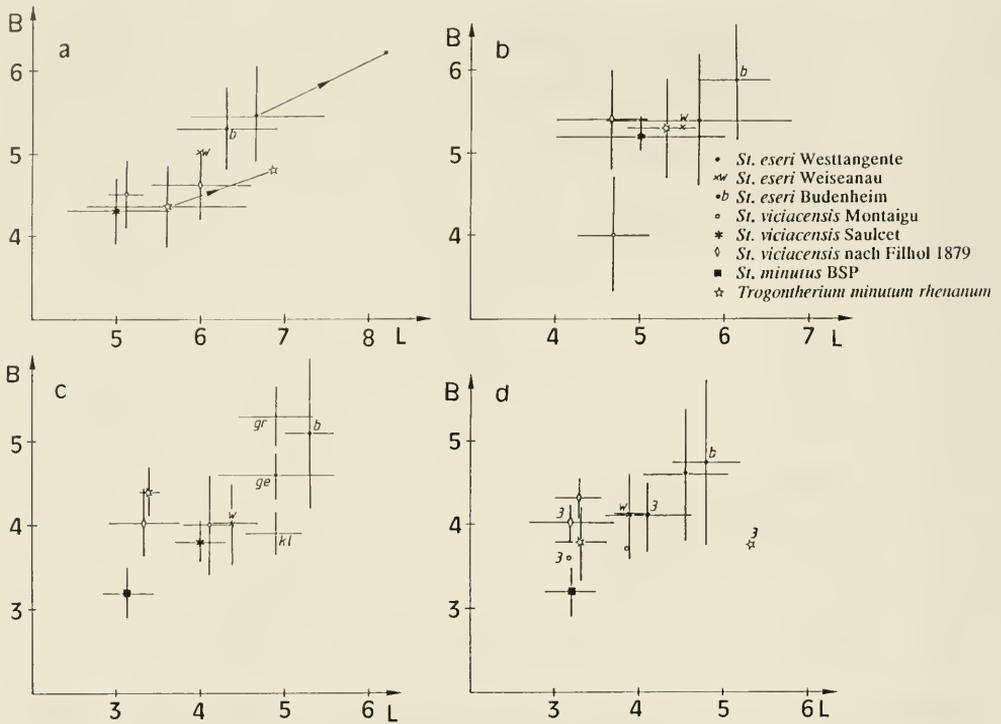 B
a
6
5
4
b
w
5 6 7 8 L
B
b
6
5
4
b
w
4 5 6 7 L
• St. eseri Westtangente
×w St. eseri Weiseanau
•b St. eseri Budenheim
○ St. viciacensis Montaigu
✶ St. viciacensis Saulcet
◊ St. viciacensis nach Filhol 1879
■ St. minutus BSP
☆ Trogontherium minutum rhenanum
B
c
5
4
3
gr
b
ge
w
kl
3 4 5 6 L
B
d
5
4
3
b
3
w
3
3
3
3 4 5 6 L